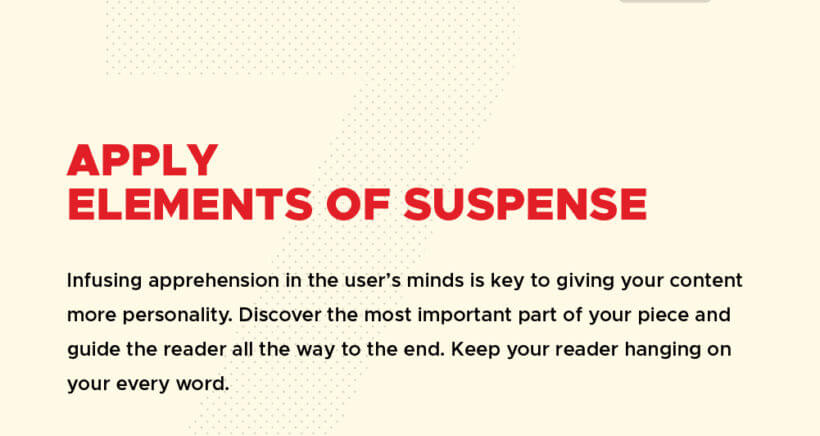 7
APPLY
ELEMENTS OF SUSPENSE
Infusing apprehension in the user’s minds is key to giving your content
more personality. Discover the most important part of your piece and
guide the reader all the way to the end. Keep your reader hanging on
your every word.